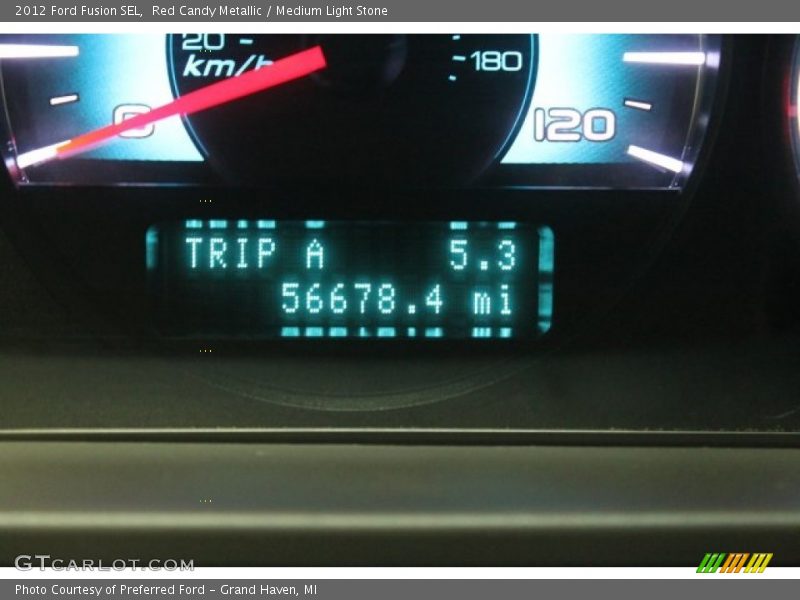 2012 Ford Fusion SEL, Red Candy Metallic / Medium Light Stone
20
km/h
180
0
120
TRIP A 5.3
56678.4 mi
GTCARLOT.COM
Photo Courtesy of Preferred Ford – Grand Haven, MI